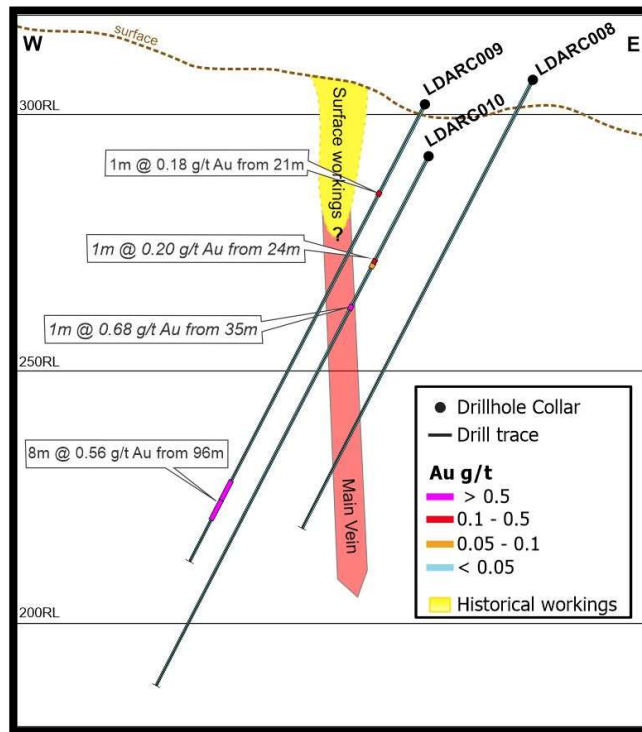 W
surface
E
LDARC009
LDARC008
LDARC010
300RL
Surface workings
?
1m @ 0.18 g/t Au from 21m
1m @ 0.20 g/t Au from 24m
1m @ 0.68 g/t Au from 35m
250RL
8m @ 0.56 g/t Au from 96m
Main Vein
200RL
Drillhole Collar
Drill trace
Au g/t
> 0.5
0.1 - 0.5
0.05 - 0.1
< 0.05
Historical workings